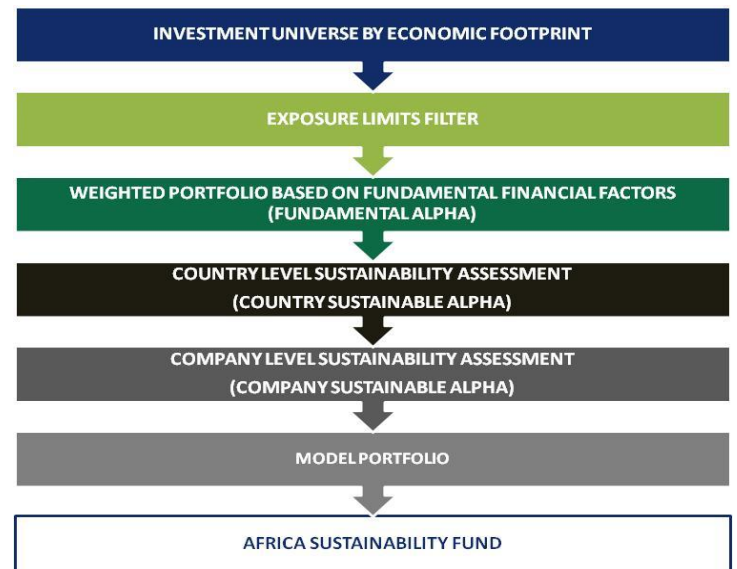 INVESTMENT UNIVERSE BY ECONOMIC FOOTPRINT
EXPOSURE LIMITS FILTER
WEIGHTED PORTFOLIO BASED ON FUNDAMENTAL FINANCIAL FACTORS
(FUNDAMENTAL ALPHA)
COUNTRY LEVEL SUSTAINABILITY ASSESSMENT
(COUNTRY SUSTAINABLE ALPHA)
COMPANY LEVEL SUSTAINABILITY ASSESSMENT
(COMPANY SUSTAINABLE ALPHA)
MODEL PORTFOLIO
AFRICA SUSTAINABILITY FUND